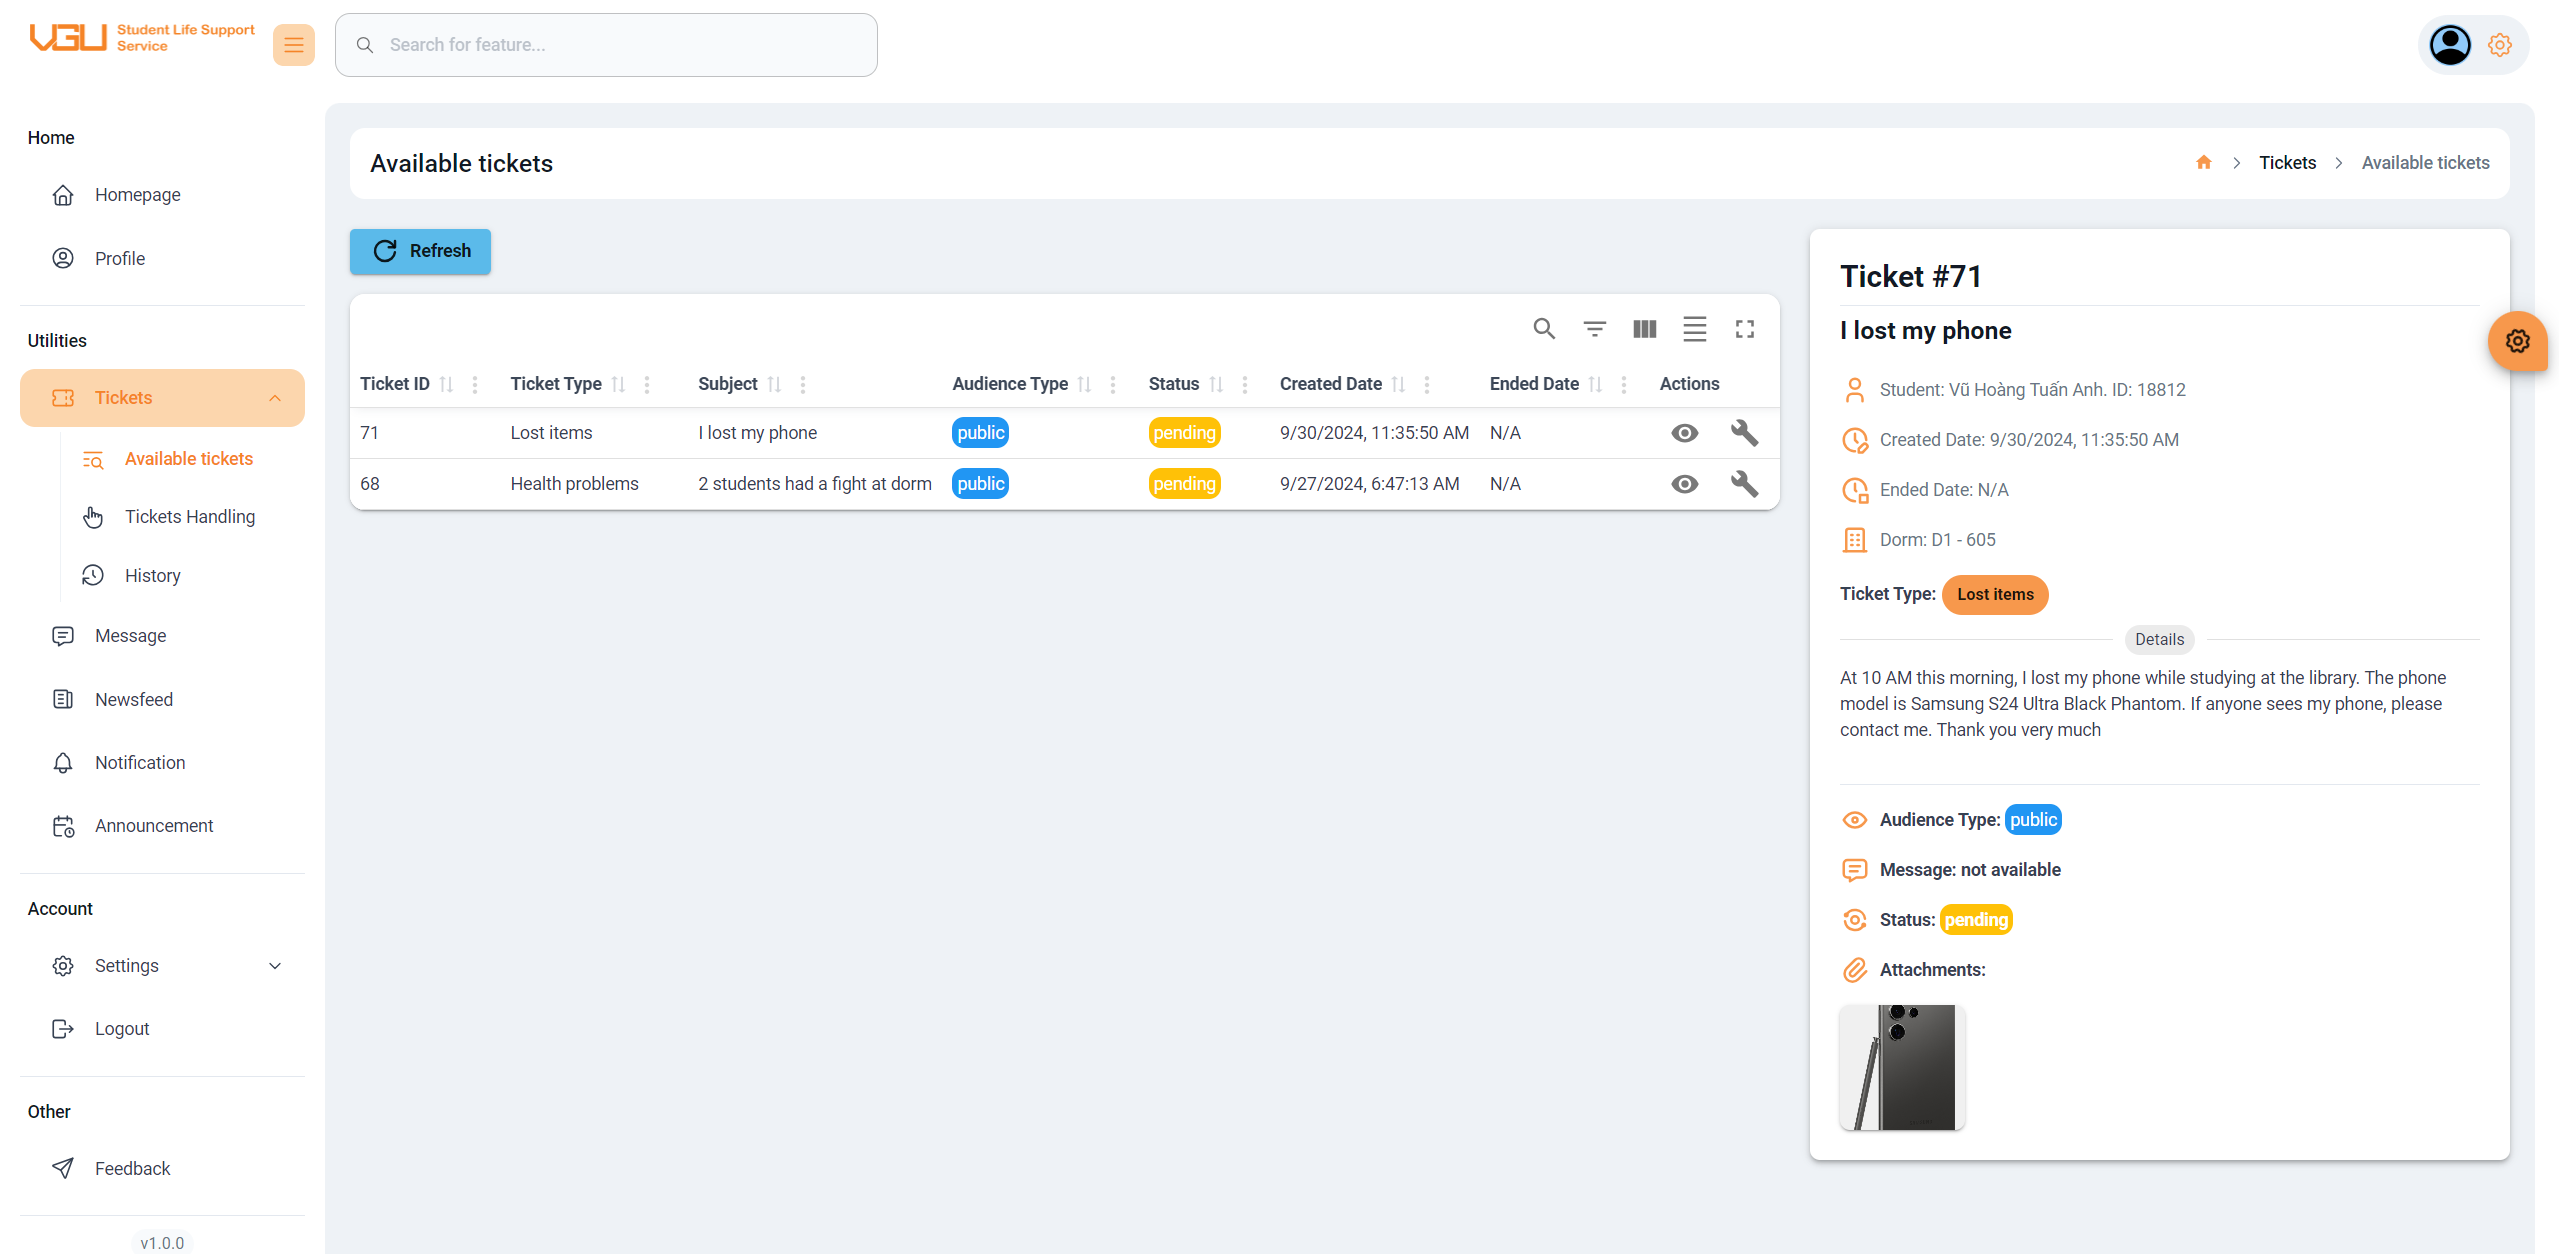 VGU Student Life Support
Service
Search for feature...
Home
Homepage
Profile
Utilities
Tickets
Available tickets
Tickets Handling
History
Message
Newsfeed
Notification
Announcement
Account
Settings
Logout
Other
Feedback
v1.0.0
Available tickets
Tickets > Available tickets
Refresh
Ticket ID Ticket Type Subject Audience Type Status Created Date Ended Date Actions
71 Lost items I lost my phone public pending 9/30/2024, 11:35:50 AM N/A
68 Health problems 2 students had a fight at dorm public pending 9/27/2024, 6:47:13 AM N/A
Ticket #71
I lost my phone
Student: Vũ Hoàng Tuấn Anh. ID: 18812
Created Date: 9/30/2024, 11:35:50 AM
Ended Date: N/A
Dorm: D1 - 605
Ticket Type: Lost items
Details
At 10 AM this morning, I lost my phone while studying at the library. The phone
model is Samsung S24 Ultra Black Phantom. If anyone sees my phone, please
contact me. Thank you very much
Audience Type: public
Message: not available
Status: pending
Attachments: